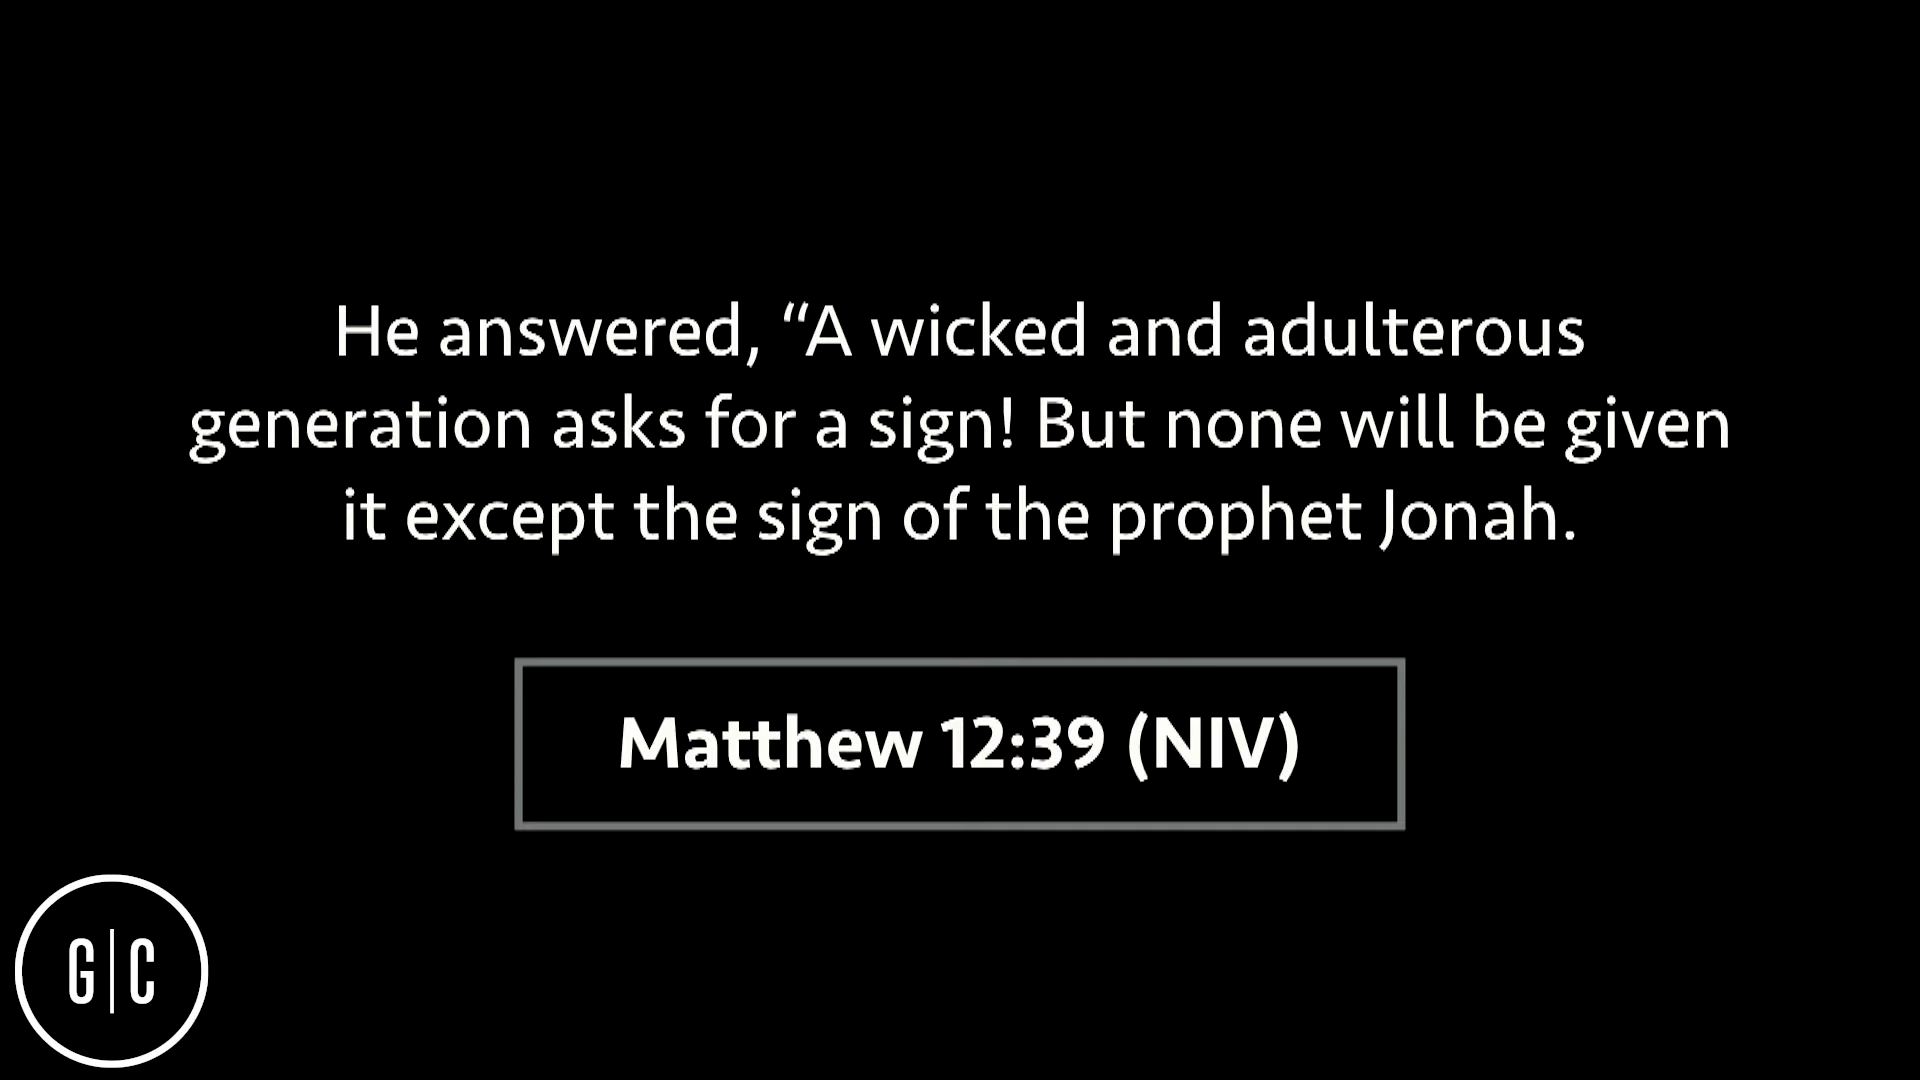 He answered, “A wicked and adulterous
generation asks for a sign! But none will be given
it except the sign of the prophet Jonah.
Matthew 12:39 (NIV)
G|C